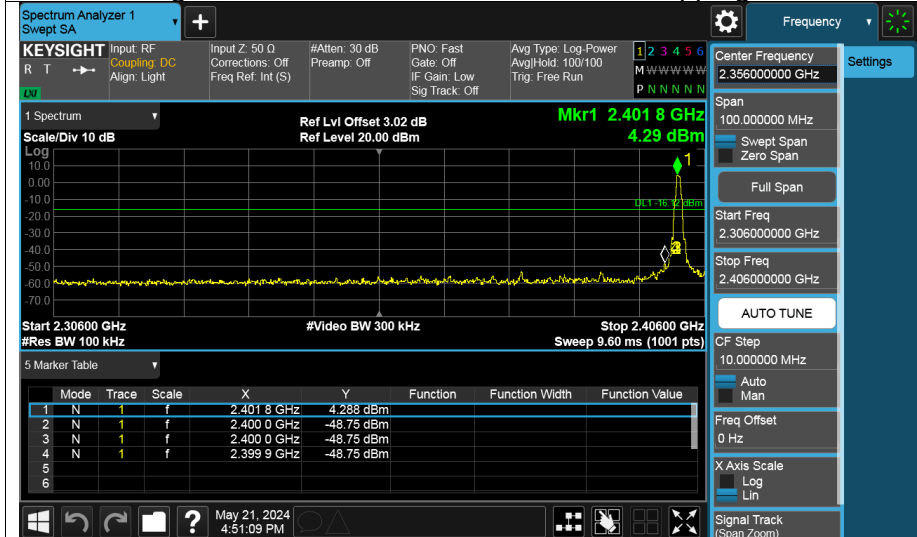 Spectrum Analyzer 1
Swept SA
Frequency
KEYSIGHT
R T
LXI
Input: RF
Coupling: DC
Align: Light
Input Z: 50 Ω
Corrections: Off
Freq Ref: Int (S)
#Atten: 30 dB
Preamp: Off
PNO: Fast
Gate: Off
IF Gain: Low
Sig Track: Off
Avg Type: Log-Power
Avg|Hold: 100/100
Trig: Free Run
1 2 3 4 5 6
M W W W W W
P N N N N N
1 Spectrum
Scale/Div 10 dB
Ref Lvl Offset 3.02 dB
Ref Level 20.00 dBm
Mkr1 2.401 8 GHz
4.29 dBm
Log
10.0
0.00
-10.0
-20.0
-30.0
-40.0
-50.0
-60.0
-70.0
1
DL1 -16.12 dBm
Start 2.30600 GHz
#Video BW 300 kHz
Stop 2.40600 GHz
#Res BW 100 kHz
Sweep 9.60 ms (1001 pts)
5 Marker Table
Mode Trace Scale X Y Function Function Width Function Value
1 N 1 f 2.401 8 GHz 4.288 dBm
2 N 1 f 2.400 0 GHz -48.75 dBm
3 N 1 f 2.400 0 GHz -48.75 dBm
4 N 1 f 2.399 9 GHz -48.75 dBm
5
6
May 21, 2024
4:51:09 PM
Center Frequency
2.356000000 GHz
Settings
Span
100.000000 MHz
Swept Span
Zero Span
Full Span
Start Freq
2.306000000 GHz
Stop Freq
2.406000000 GHz
AUTO TUNE
CF Step
10.000000 MHz
Auto
Man
Freq Offset
0 Hz
X Axis Scale
Log
Lin
Signal Track
(Span Zoom)